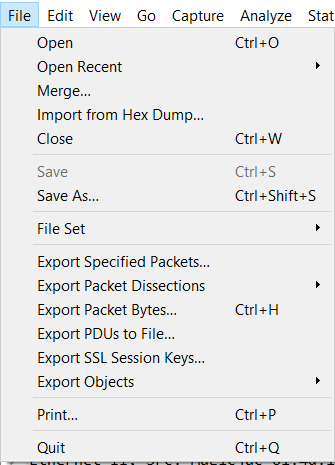 File Edit View Go Capture Analyze Stat
Open Ctrl+O
Open Recent
Merge...
Import from Hex Dump...
Close Ctrl+W
Save Ctrl+S
Save As... Ctrl+Shift+S
File Set
Export Specified Packets...
Export Packet Dissections
Export Packet Bytes... Ctrl+H
Export PDUs to File...
Export SSL Session Keys...
Export Objects
Print... Ctrl+P
Quit Ctrl+Q